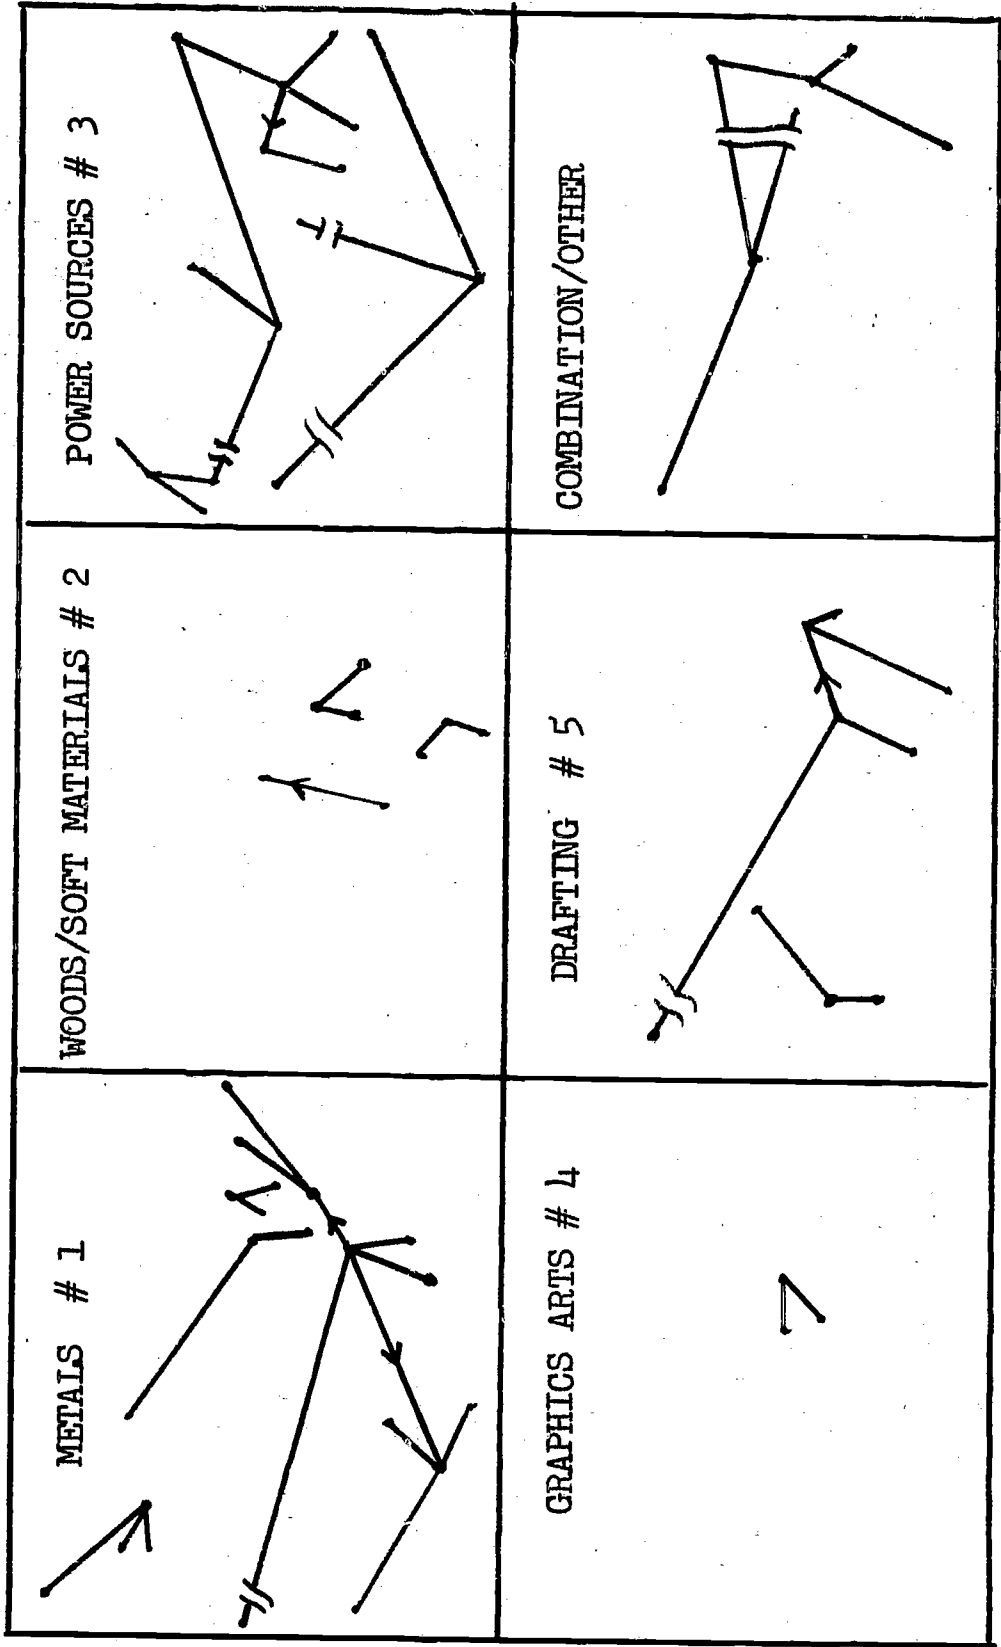 METALS # 1
WOODS/SOFT MATERIALS # 2
POWER SOURCES # 3
GRAPHICS ARTS # 4
DRAFTING # 5
COMBINATION/OTHER